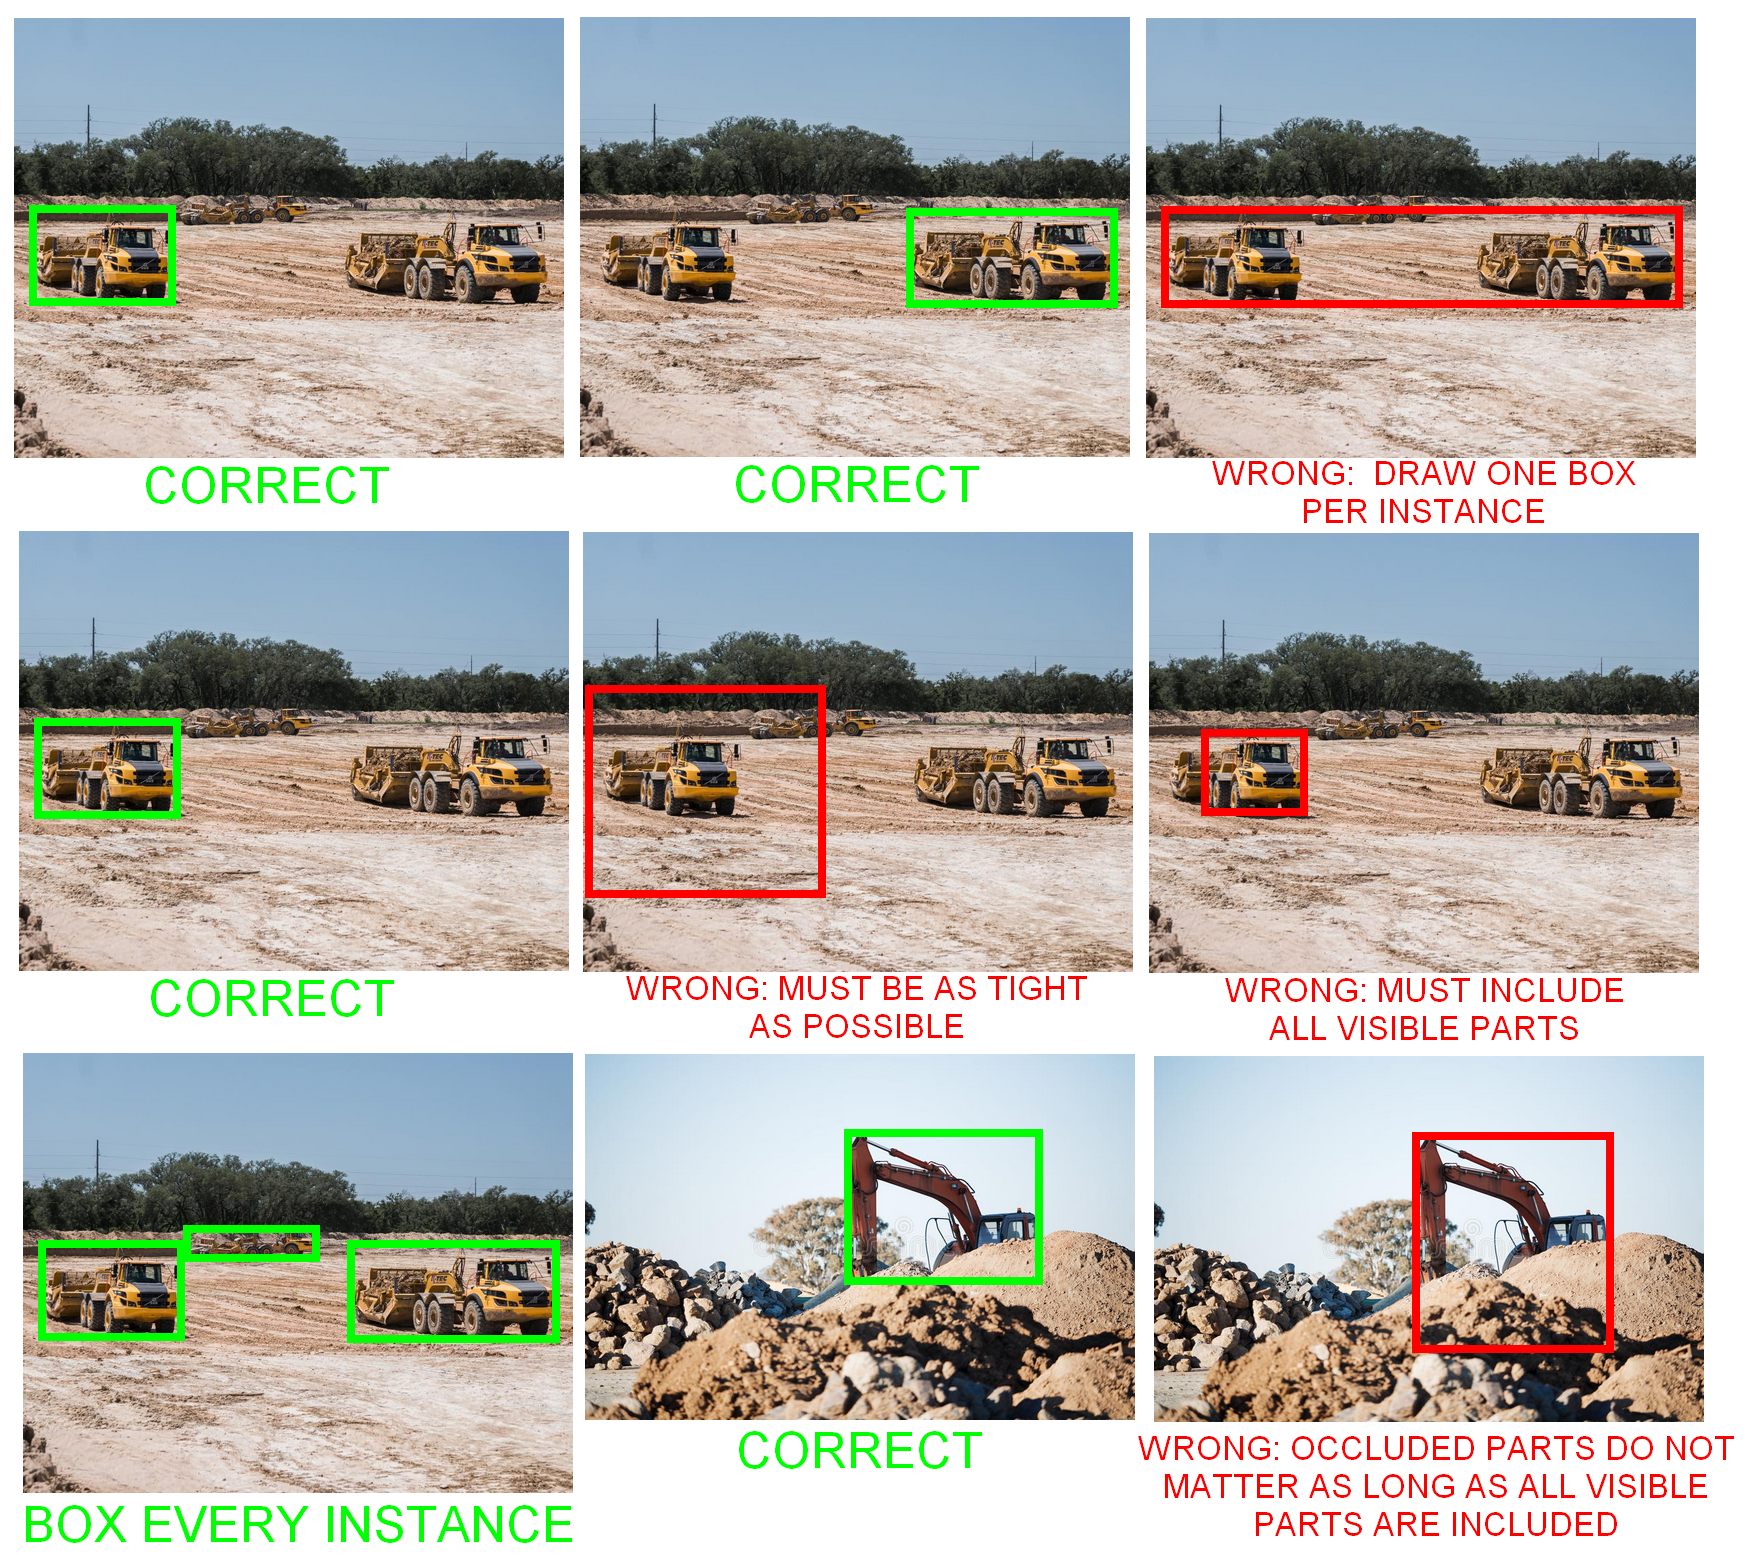 CORRECT
CORRECT
WRONG: DRAW ONE BOX
PER INSTANCE
CORRECT
WRONG: MUST BE AS TIGHT
AS POSSIBLE
WRONG: MUST INCLUDE
ALL VISIBLE PARTS
BOX EVERY INSTANCE
CORRECT
WRONG: OCCLUDED PARTS DO NOT
MATTER AS LONG AS ALL VISIBLE
PARTS ARE INCLUDED